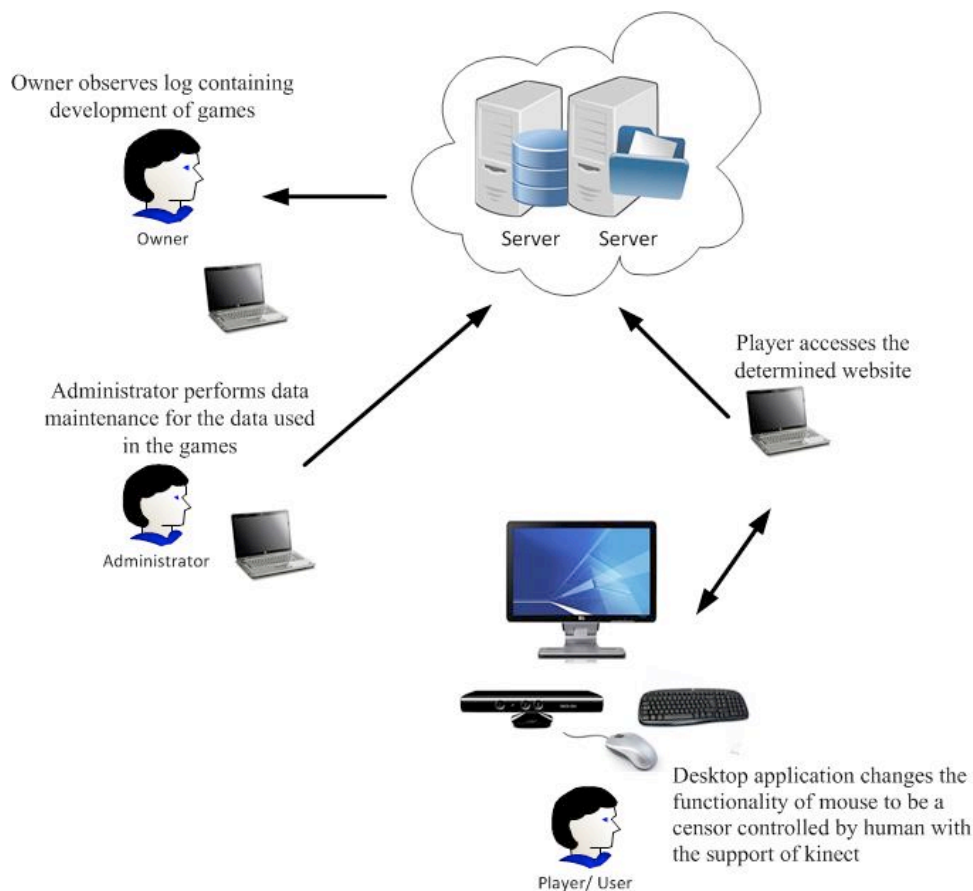 Owner observes log containing
development of games
Owner
Server Server
Player accesses the
determined website
Administrator performs data
maintenance for the data used
in the games
Administrator
Desktop application changes the
functionality of mouse to be a
censor controlled by human with
the support of kinect
Player/ User